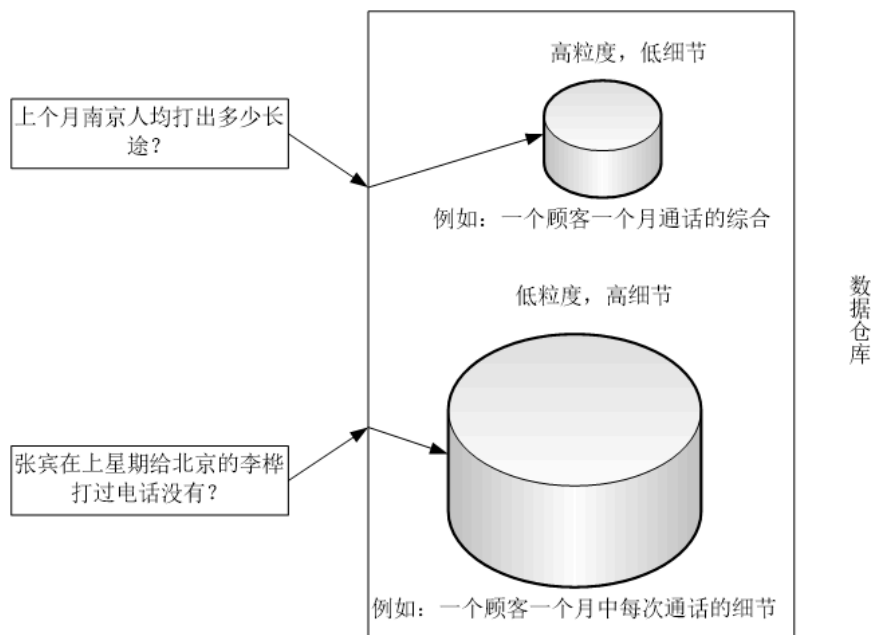 高粒度，低细节
上个月南京人均打出多少长
途？
例如：一个顾客一个月通话的综合
低粒度，高细节
数据仓库
张宾在上星期给北京的李桦
打过电话没有？
例如：一个顾客一个月中每次通话的细节